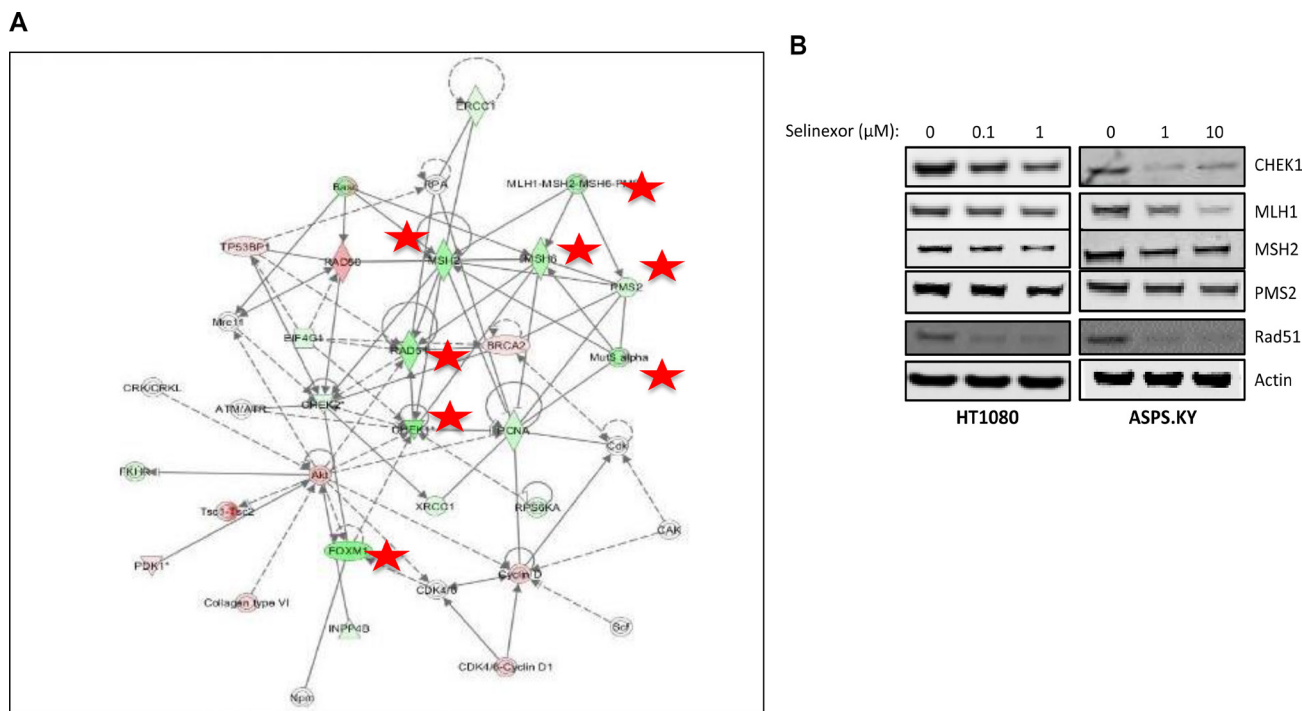 A
ERCC1
Basc
RPA
MLH1-MSH2-MSH6-PMS2
TP53BP1
RAD50
MSH2
MSH6
PMS2
Mre11
EIF4G1
RAD51
BRCA2
MutS alpha
CRK/CRKL
ATM/ATR
CHEK2*
CHEK1*
PCNA
Cdk
Akt
XRCC1
RPS6KA
Tsc1-Tsc2
CAK
FOXM1
PDK1*
Cyclin D
CDK4/6
Collagen type VI
INPP4B
Scf
CDK4/6-Cyclin D1
Npm
B
Selinexor (µM): 0 0.1 1 0 1 10
CHEK1
MLH1
MSH2
PMS2
Rad51
Actin
HT1080 ASPS.KY